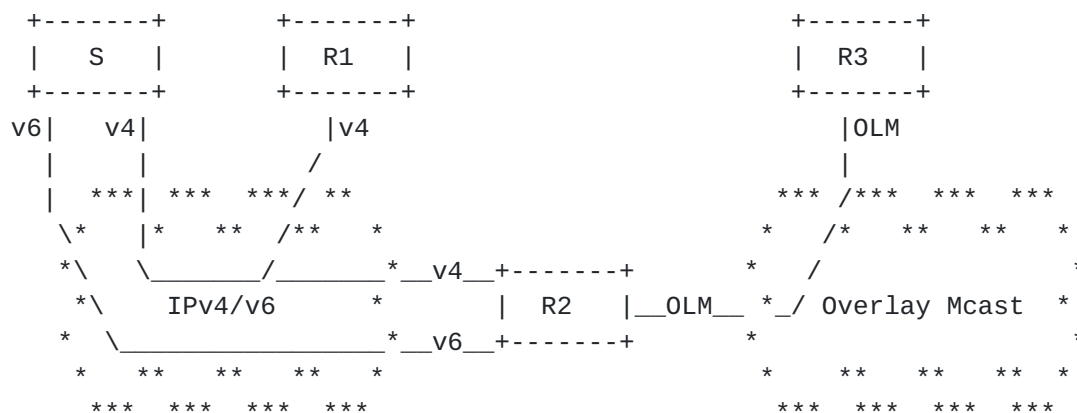 S R1 R3
v6 v4 v4 OLM
v4
IPv4/v6 R2 OLM Overlay Mcast
v6